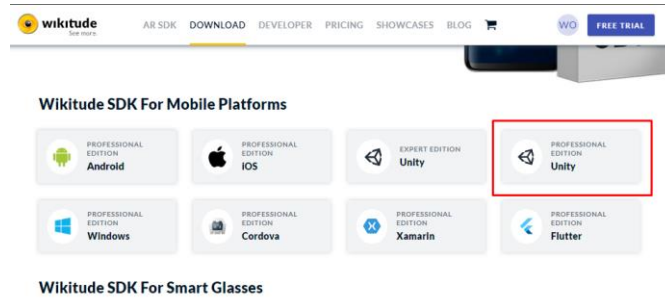 wikitude
See more.
AR SDK DOWNLOAD DEVELOPER PRICING SHOWCASES BLOG
WO
FREE TRIAL
Wikitude SDK For Mobile Platforms
PROFESSIONAL
EDITION
Android
PROFESSIONAL
EDITION
iOS
EXPERT EDITION
Unity
PROFESSIONAL
EDITION
Unity
PROFESSIONAL
EDITION
Windows
PROFESSIONAL
EDITION
Cordova
PROFESSIONAL
EDITION
Xamarin
PROFESSIONAL
EDITION
Flutter
Wikitude SDK For Smart Glasses